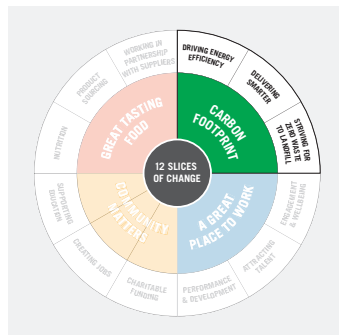 WORKING IN
PARTNERSHIP
WITH SUPPLIERS
DRIVING ENERGY
EFFICIENCY
DELIVERING
SMARTER
STRIVING FOR
ZERO WASTE
TO LANDFILL
PRODUCT
SOURCING
NUTRITION
GREAT TASTING
FOOD
CARBON
FOOTPRINT
12 SLICES
OF CHANGE
COMMUNITY
MATTERS
A GREAT
PLACE TO WORK
SUPPORTING
EDUCATION
CREATING JOBS
CHARITABLE
FUNDING
PERFORMANCE
& DEVELOPMENT
ATTRACTING
TALENT
ENGAGEMENT
& WELLBEING